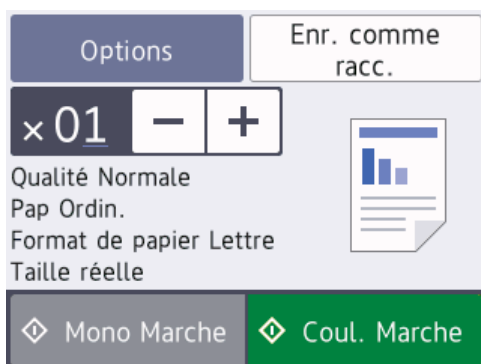 Options
Enr. comme
racc.
×01
Qualité Normale
Pap Ordin.
Format de papier Lettre
Taille réelle
Mono Marche
Coul. Marche